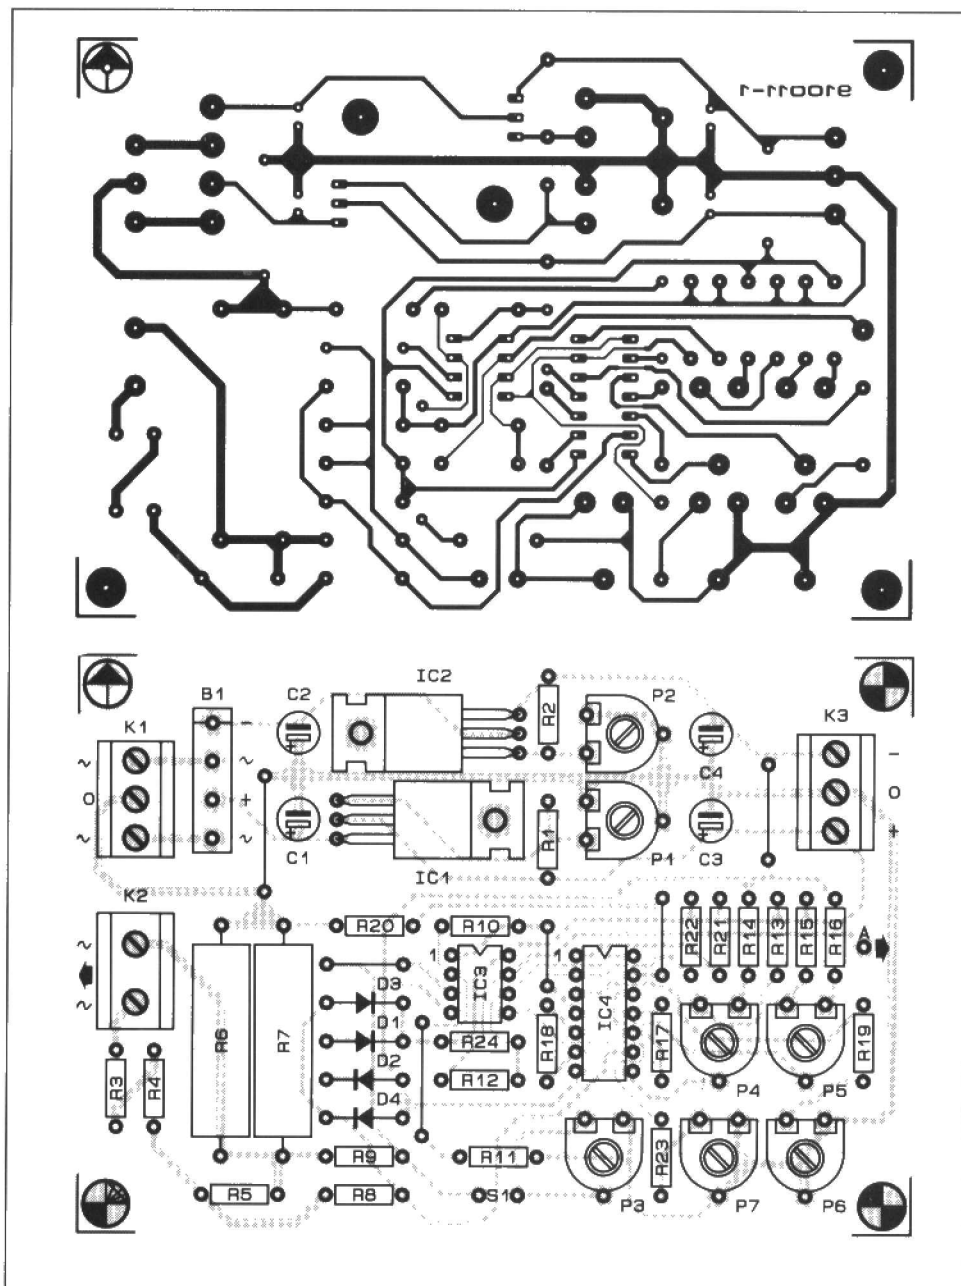 910011-1
IC2
C2
B1
K1
R2
P2
K3
C4
-
~
~
-
0
0
+
+
~
~
C1
IC1
R1
P1
C3
K2
~
R20
R10
R22
R21
R14
R13
R15
R16
A
1
1
IC3
IC4
D3
~
D1
R6
R7
R24
R18
R17
R19
D2
R12
R3
R4
D4
P4
P5
R9
R11
R23
R5
R8
S1
P3
P7
P6